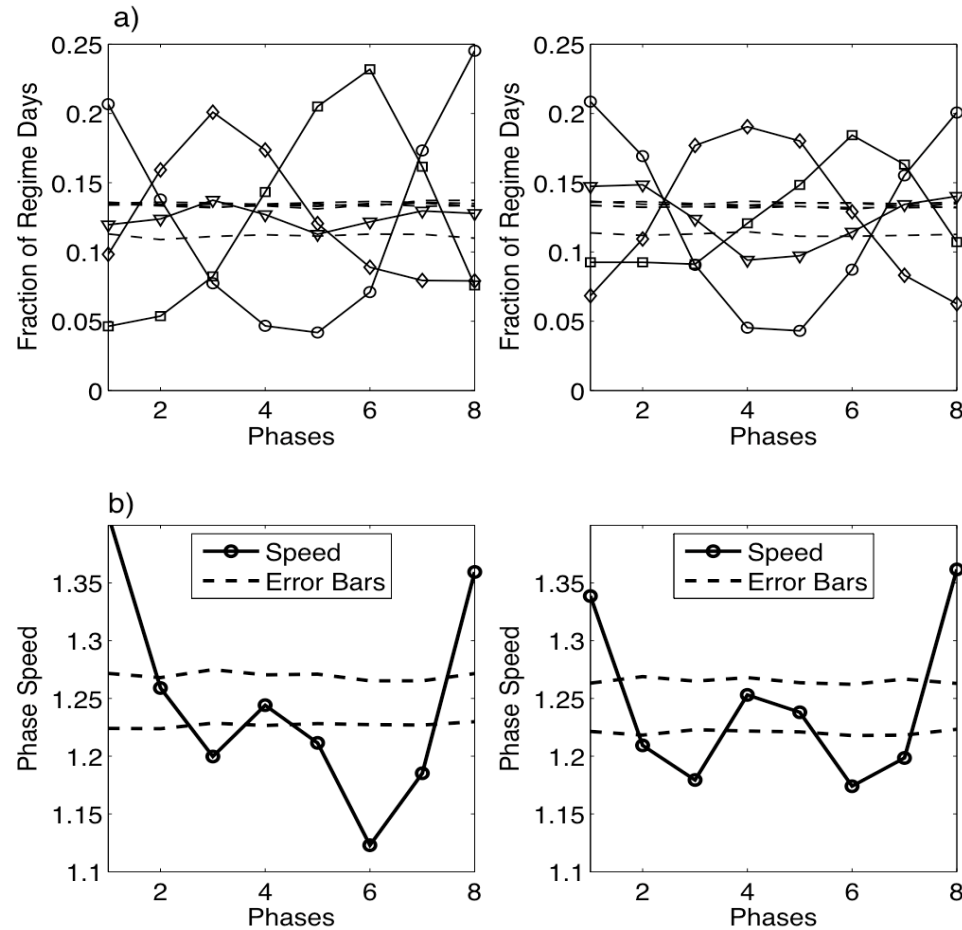 a)
0.25
0.2
0.15
0.1
0.05
0
Fraction of Regime Days
2 4 6 8
Phases
0.25
0.2
0.15
0.1
0.05
0
Fraction of Regime Days
2 4 6 8
Phases
b)
1.35
1.3
1.25
1.2
1.15
1.1
Phase Speed
Speed
Error Bars
2 4 6 8
Phases
1.35
1.3
1.25
1.2
1.15
1.1
Phase Speed
Speed
Error Bars
2 4 6 8
Phases